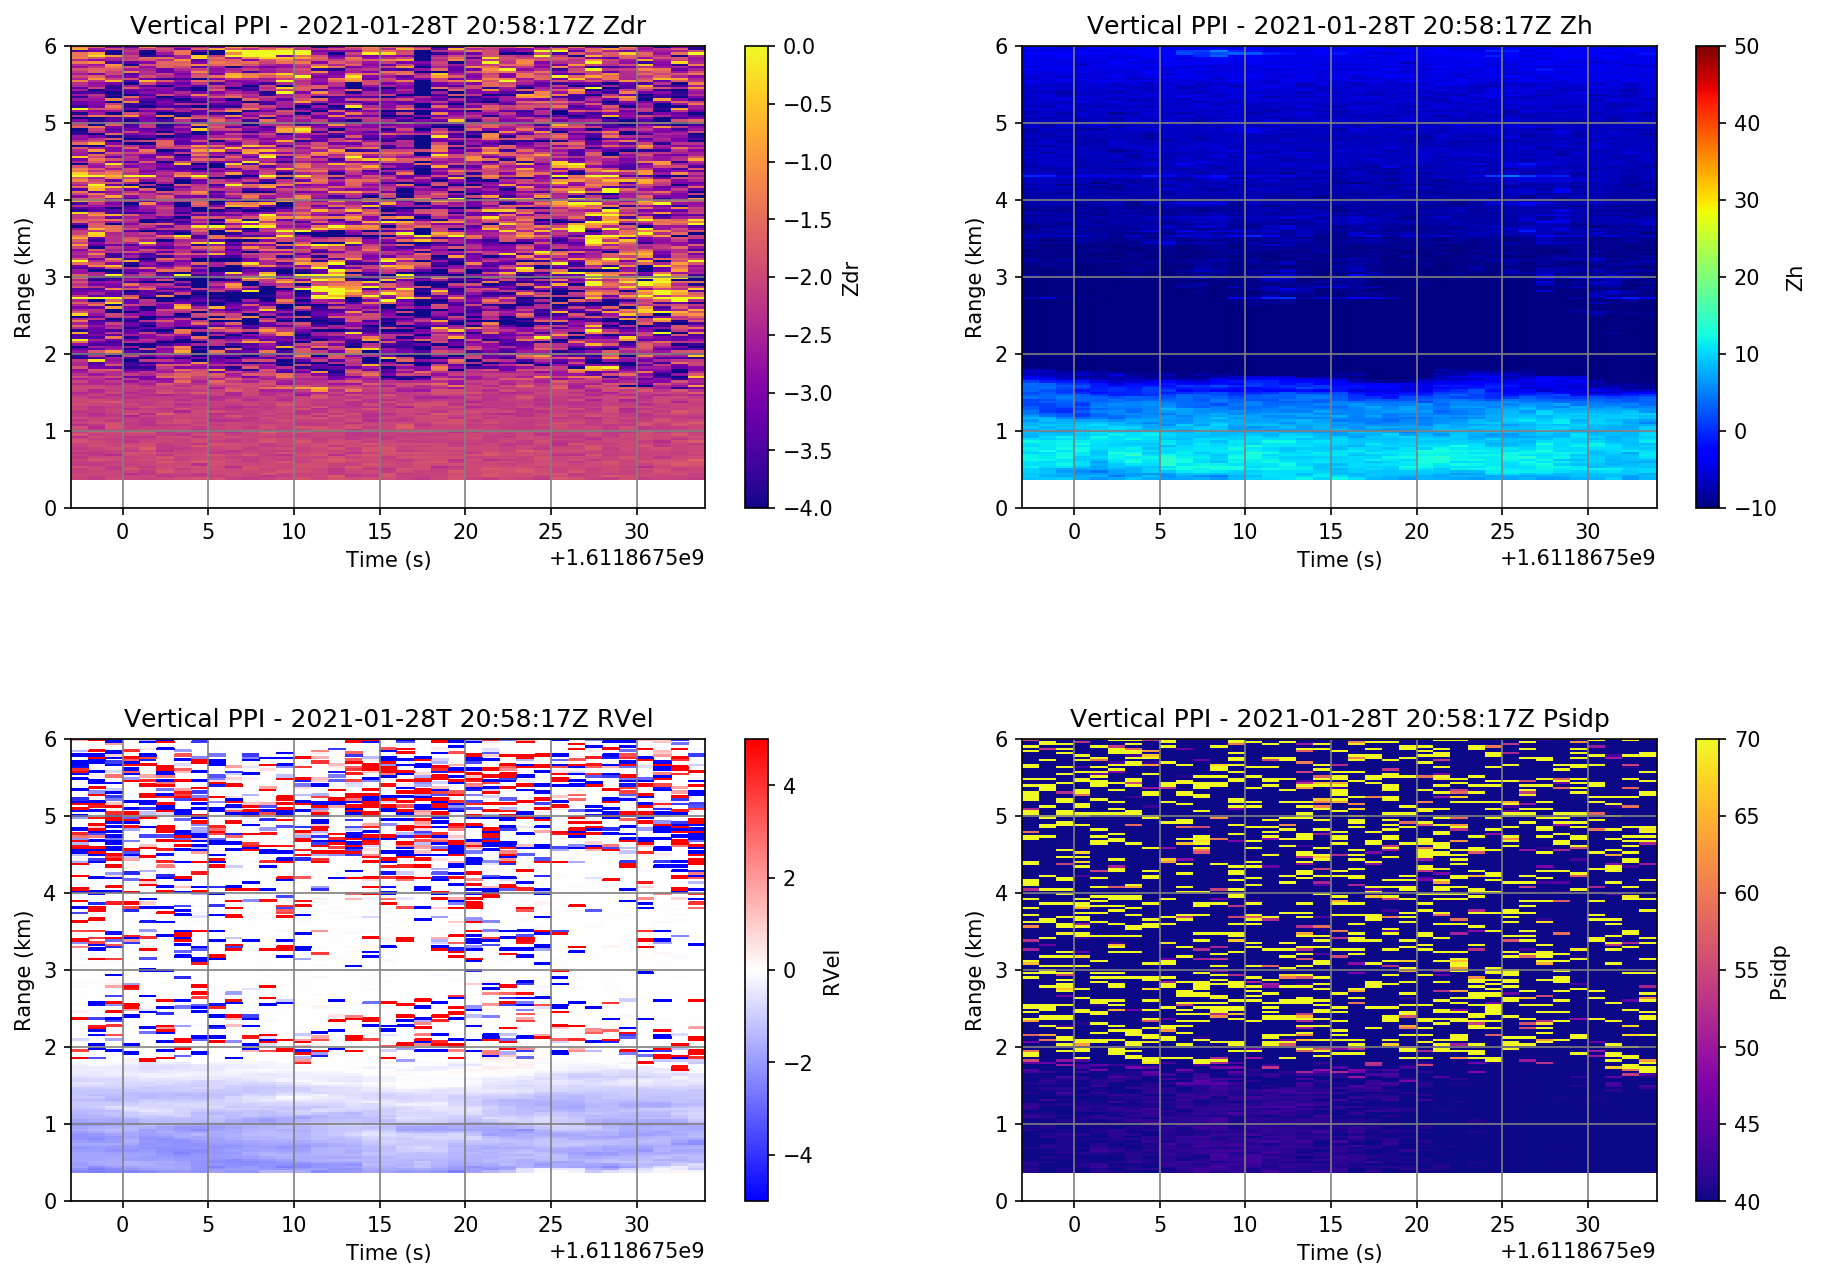 Vertical PPI - 2021-01-28T 20:58:17Z Zdr
6
5
4
3
2
1
0
Range (km)
0 5 10 15 20 25 30
Time (s)
+1.6118675e9
0.0
−0.5
−1.0
−1.5
−2.0
−2.5
−3.0
−3.5
−4.0
Zdr
Vertical PPI - 2021-01-28T 20:58:17Z Zh
6
5
4
3
2
1
0
Range (km)
0 5 10 15 20 25 30
Time (s)
+1.6118675e9
50
40
30
20
10
0
−10
Zh
Vertical PPI - 2021-01-28T 20:58:17Z RVel
6
5
4
3
2
1
0
Range (km)
0 5 10 15 20 25 30
Time (s)
+1.6118675e9
4
2
0
−2
−4
RVel
Vertical PPI - 2021-01-28T 20:58:17Z Psidp
6
5
4
3
2
1
0
Range (km)
0 5 10 15 20 25 30
Time (s)
+1.6118675e9
70
65
60
55
50
45
40
Psidp